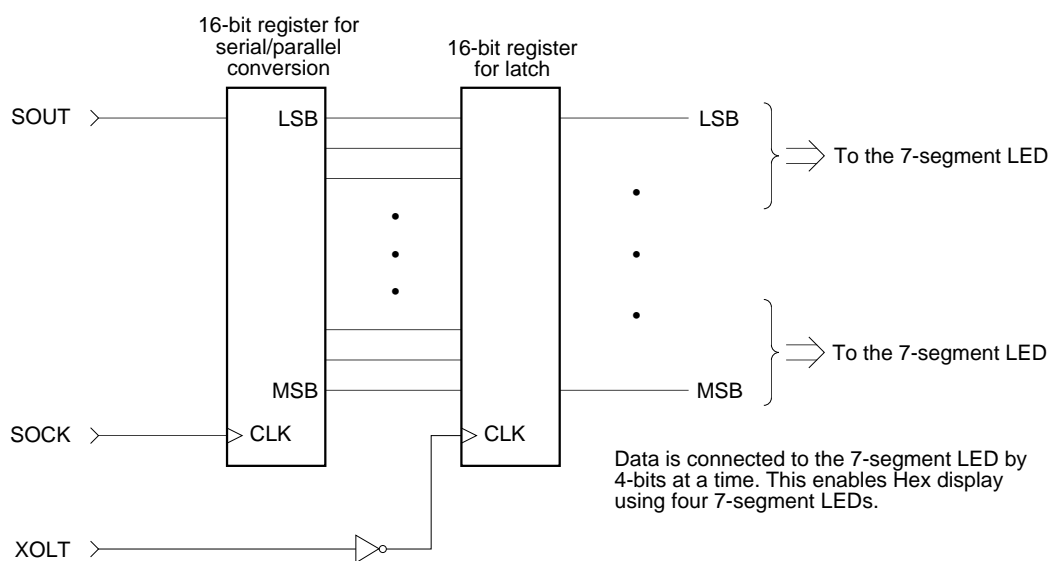 16-bit register for
serial/parallel
conversion
16-bit register
for latch
SOUT
LSB
LSB
To the 7-segment LED
To the 7-segment LED
MSB
MSB
SOCK
CLK
CLK
Data is connected to the 7-segment LED by
4-bits at a time. This enables Hex display
using four 7-segment LEDs.
XOLT